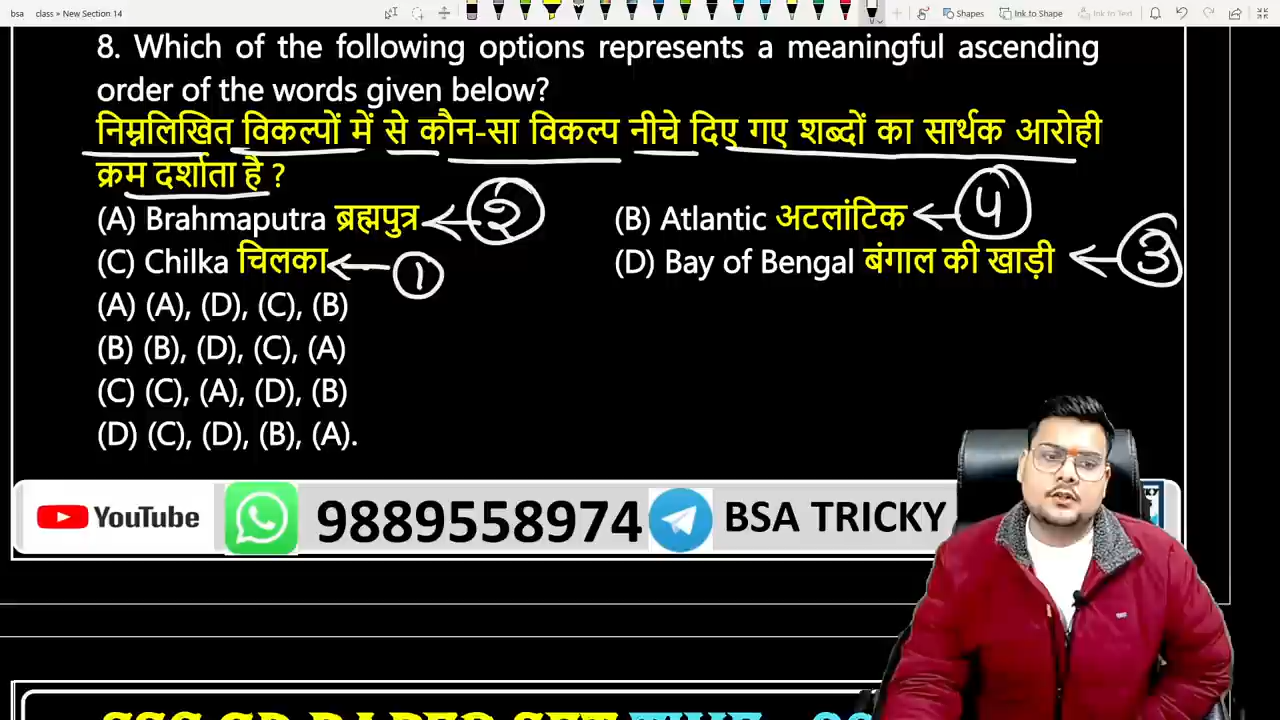 bsa class > New Section 14 Shapes Ink to Shape Ink to Text
8. Which of the following options represents a meaningful ascending
order of the words given below?
निम्नलिखित विकल्पों में से कौन-सा विकल्प नीचे दिए गए शब्दों का सार्थक आरोही
क्रम दर्शाता है ?
(A) Brahmaputra ब्रह्मपुत्र 2 (B) Atlantic अटलांटिक 4
(C) Chilka चिलका 1 (D) Bay of Bengal बंगाल की खाड़ी 3
(A) (A), (D), (C), (B)
(B) (B), (D), (C), (A)
(C) (C), (A), (D), (B)
(D) (C), (D), (B), (A).
YouTube 9889558974 BSA TRICKY